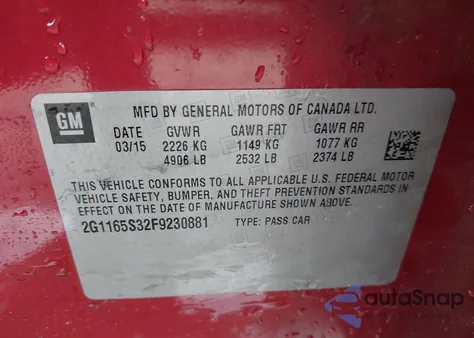 GM
MFD BY GENERAL MOTORS OF CANADA LTD.
DATE GVWR GAWR FRT GAWR RR
03/15 2226 KG 1149 KG 1077 KG
4906 LB 2532 LB 2374 LB
THIS VEHICLE CONFORMS TO ALL APPLICABLE U.S. FEDERAL MOTOR
VEHICLE SAFETY, BUMPER, AND THEFT PREVENTION STANDARDS IN
EFFECT ON THE DATE OF MANUFACTURE SHOWN ABOVE.
2G1165S32F9230881 TYPE: PASS CAR
autoSnap